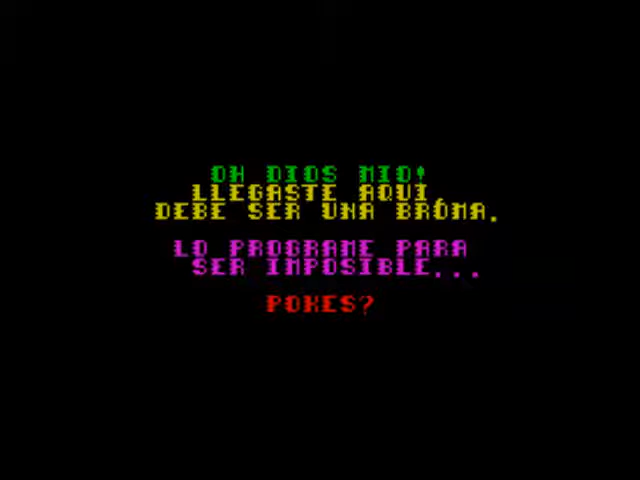 OH DIOS MIO!
LLEGASTE AQUI,
DEBE SER UNA BROMA.
LO PROGRAME PARA
SER IMPOSIBLE...
POKES?